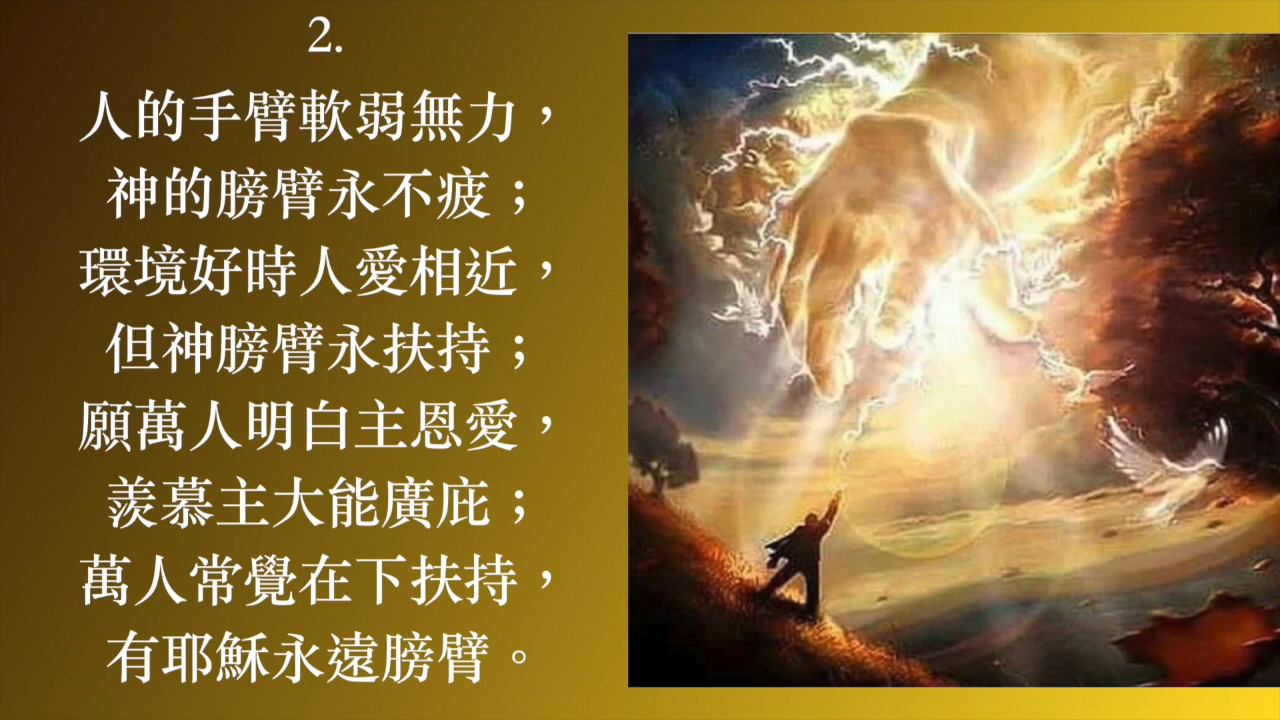 2.
人的手臂軟弱無力，
神的膀臂永不疲；
環境好時人愛相近，
但神膀臂永扶持；
願萬人明白主恩愛，
羨慕主大能廣庇；
萬人常覺在下扶持，
有耶穌永遠膀臂。